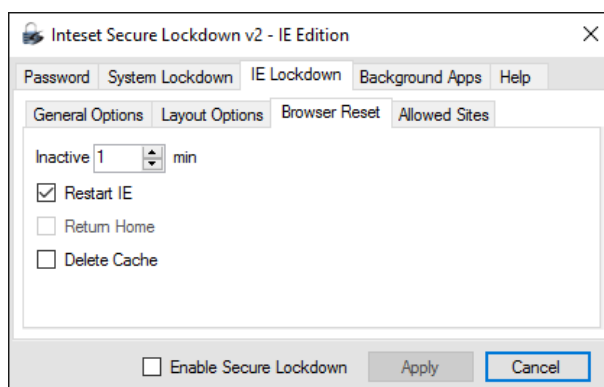 Inteset Secure Lockdown v2 - IE Edition
Password System Lockdown IE Lockdown Background Apps Help
General Options Layout Options Browser Reset Allowed Sites
Inactive 1 min
Restart IE
Return Home
Delete Cache
Enable Secure Lockdown Apply Cancel